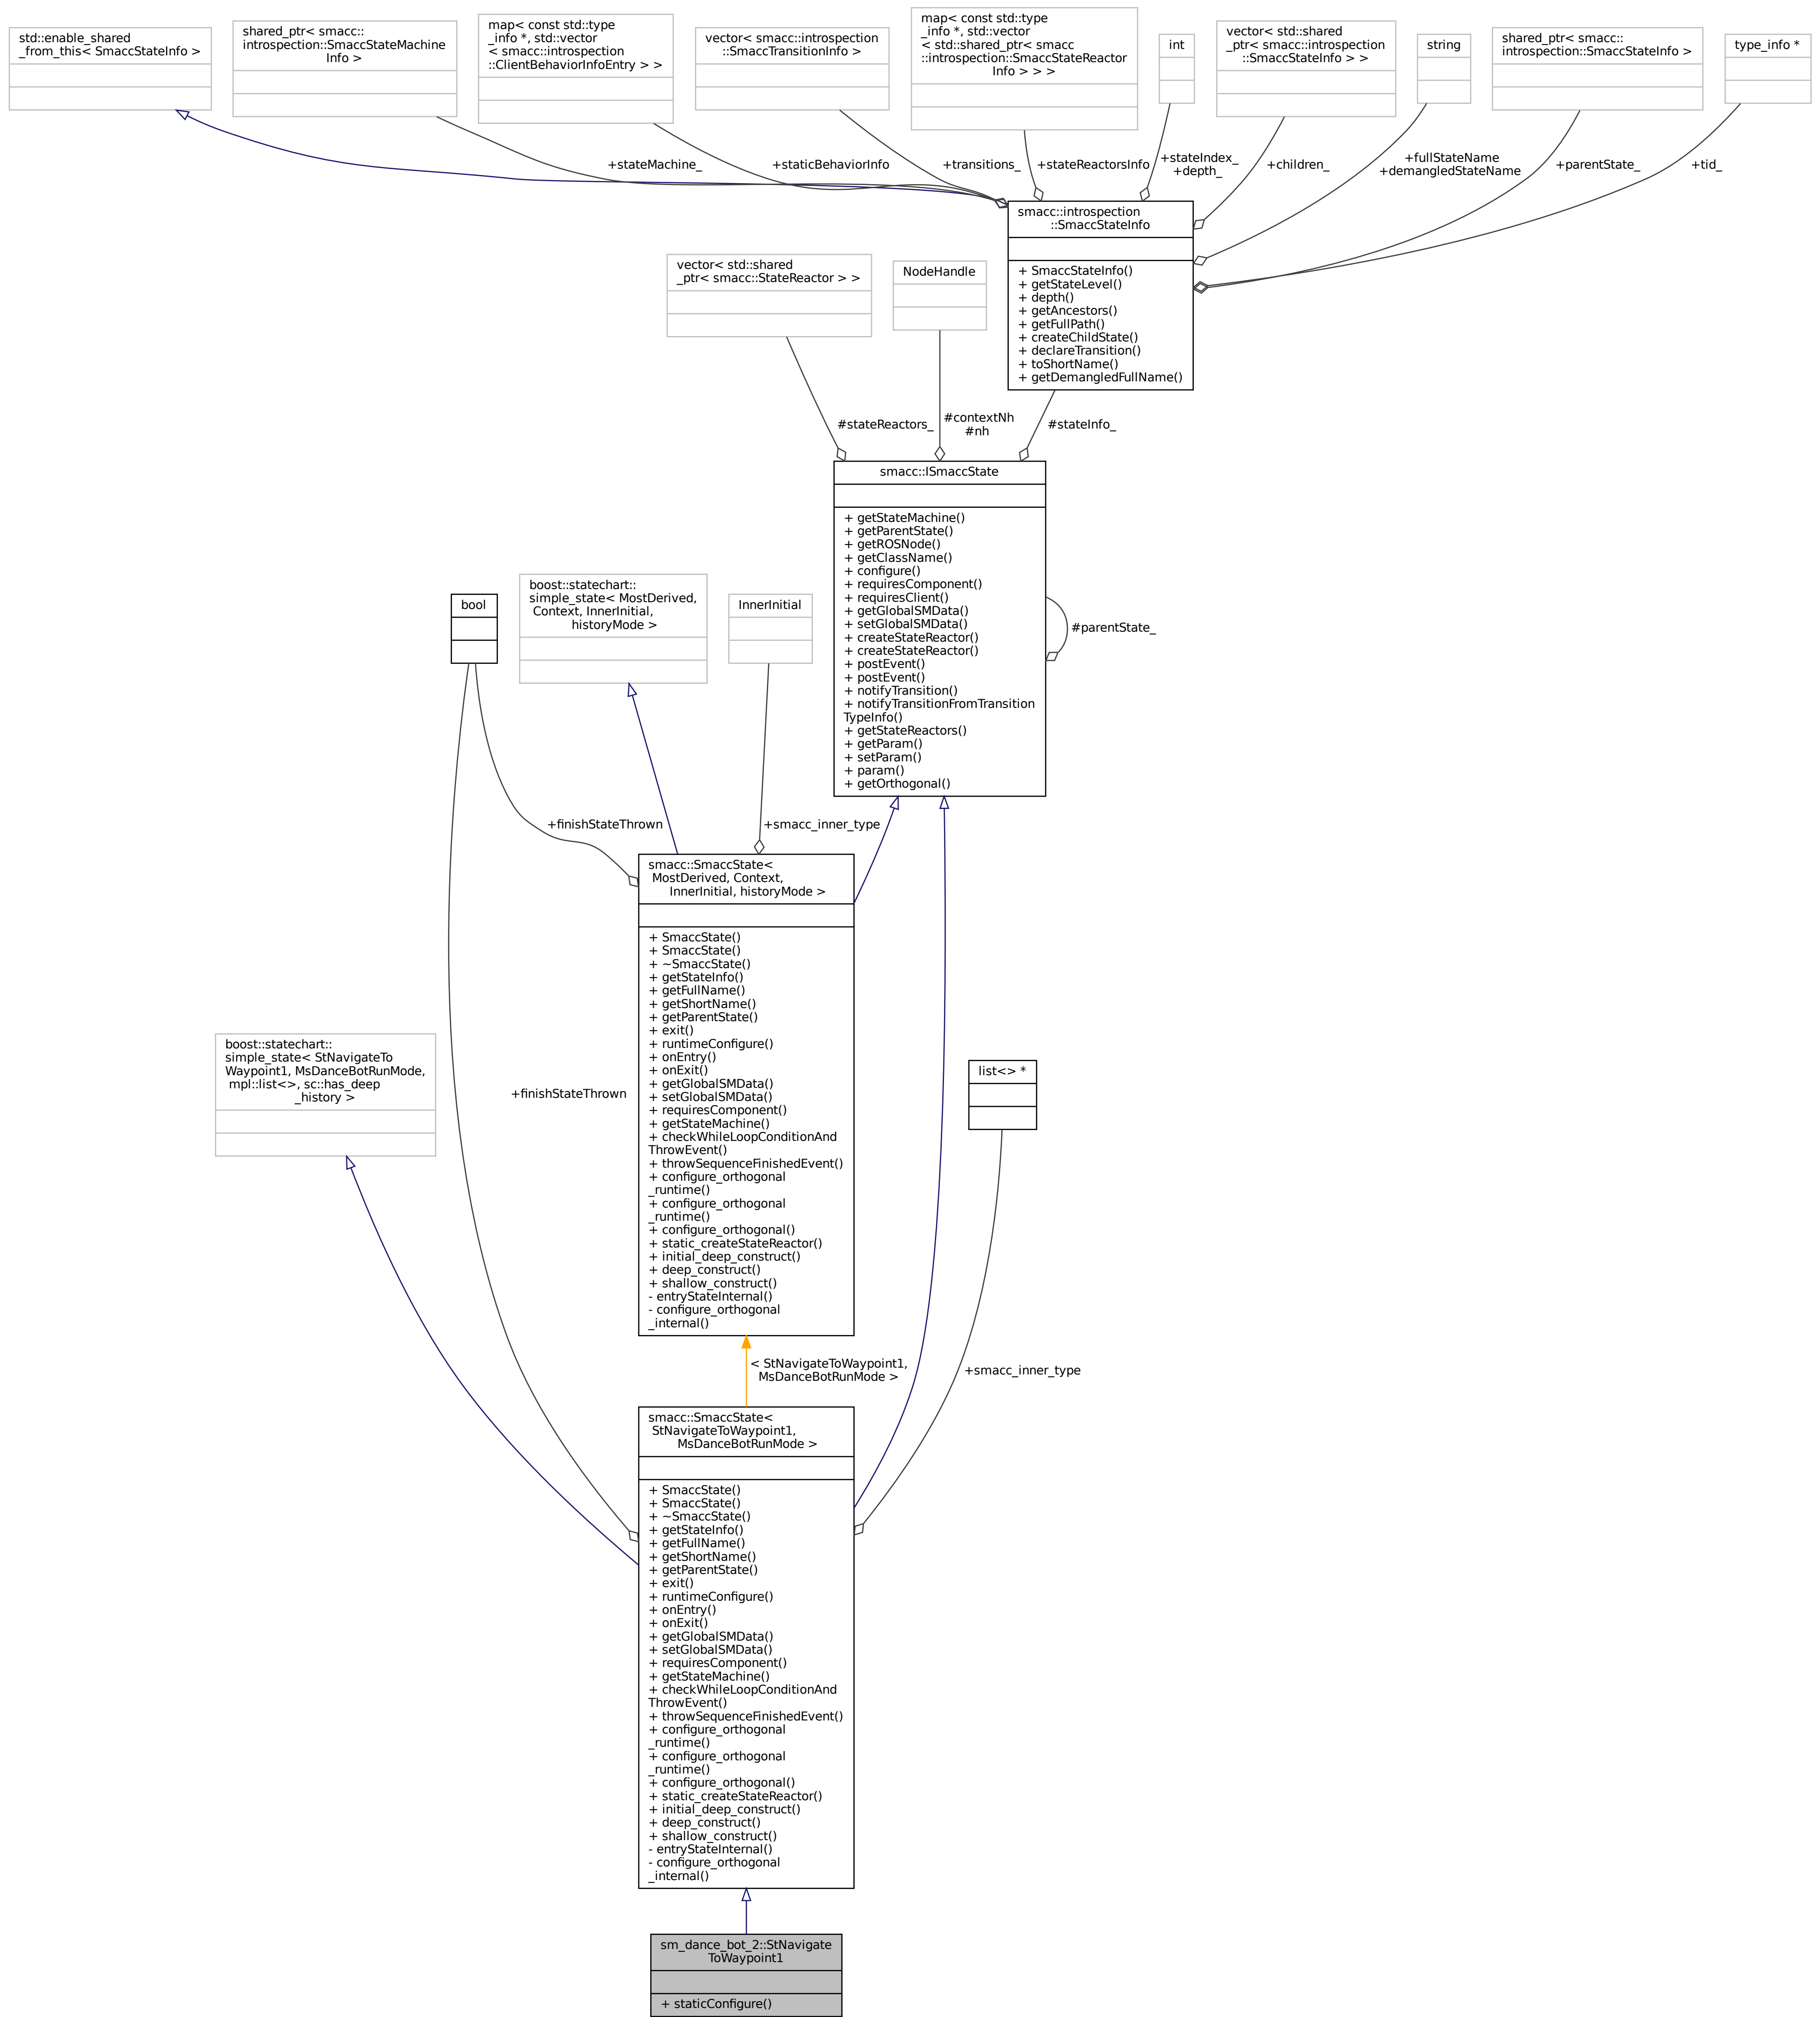 std::enable_shared
_from_this< SmaccStateInfo >
shared_ptr< smacc::
introspection::SmaccStateMachine
Info >
map< const std::type
_info *, std::vector
< smacc::introspection
::ClientBehaviorInfoEntry > >
vector< smacc::introspection
::SmaccTransitionInfo >
map< const std::type
_info *, std::vector
< std::shared_ptr< smacc
::introspection::SmaccStateReactor
Info > > >
int
vector< std::shared
_ptr< smacc::introspection
::SmaccStateInfo > >
string
shared_ptr< smacc::
introspection::SmaccStateInfo >
type_info *
+stateMachine_
+staticBehaviorInfo
+transitions_
+stateReactorsInfo
+stateIndex_
+depth_
+children_
+fullStateName
+demangledStateName
+parentState_
+tid_
smacc::introspection
::SmaccStateInfo
+ SmaccStateInfo()
+ getStateLevel()
+ depth()
+ getAncestors()
+ getFullPath()
+ createChildState()
+ declareTransition()
+ toShortName()
+ getDemangledFullName()
vector< std::shared
_ptr< smacc::StateReactor > >
NodeHandle
#stateReactors_
#contextNh
#nh
#stateInfo_
smacc::ISmaccState
+ getStateMachine()
+ getParentState()
+ getROSNode()
+ getClassName()
+ configure()
+ requiresComponent()
+ requiresClient()
+ getGlobalSMData()
+ setGlobalSMData()
+ createStateReactor()
+ createStateReactor()
+ postEvent()
+ postEvent()
+ notifyTransition()
+ notifyTransitionFromTransition
TypeInfo()
+ getStateReactors()
+ getParam()
+ setParam()
+ param()
+ getOrthogonal()
#parentState_
bool
boost::statechart::
simple_state< MostDerived,
Context, InnerInitial,
historyMode >
InnerInitial
+finishStateThrown
+smacc_inner_type
smacc::SmaccState<
MostDerived, Context,
InnerInitial, historyMode >
+ SmaccState()
+ SmaccState()
+ ~SmaccState()
+ getStateInfo()
+ getFullName()
+ getShortName()
+ getParentState()
+ exit()
+ runtimeConfigure()
+ onEntry()
+ onExit()
+ getGlobalSMData()
+ setGlobalSMData()
+ requiresComponent()
+ getStateMachine()
+ checkWhileLoopConditionAnd
ThrowEvent()
+ throwSequenceFinishedEvent()
+ configure_orthogonal
_runtime()
+ configure_orthogonal
_runtime()
+ configure_orthogonal()
+ static_createStateReactor()
+ initial_deep_construct()
+ deep_construct()
+ shallow_construct()
- entryStateInternal()
- configure_orthogonal
_internal()
boost::statechart::
simple_state< StNavigateTo
Waypoint1, MsDanceBotRunMode,
mpl::list<>, sc::has_deep
_history >
+finishStateThrown
list<> *
< StNavigateToWaypoint1,
MsDanceBotRunMode >
+smacc_inner_type
smacc::SmaccState<
StNavigateToWaypoint1,
MsDanceBotRunMode >
+ SmaccState()
+ SmaccState()
+ ~SmaccState()
+ getStateInfo()
+ getFullName()
+ getShortName()
+ getParentState()
+ exit()
+ runtimeConfigure()
+ onEntry()
+ onExit()
+ getGlobalSMData()
+ setGlobalSMData()
+ requiresComponent()
+ getStateMachine()
+ checkWhileLoopConditionAnd
ThrowEvent()
+ throwSequenceFinishedEvent()
+ configure_orthogonal
_runtime()
+ configure_orthogonal
_runtime()
+ configure_orthogonal()
+ static_createStateReactor()
+ initial_deep_construct()
+ deep_construct()
+ shallow_construct()
- entryStateInternal()
- configure_orthogonal
_internal()
sm_dance_bot_2::StNavigate
ToWaypoint1
+ staticConfigure()